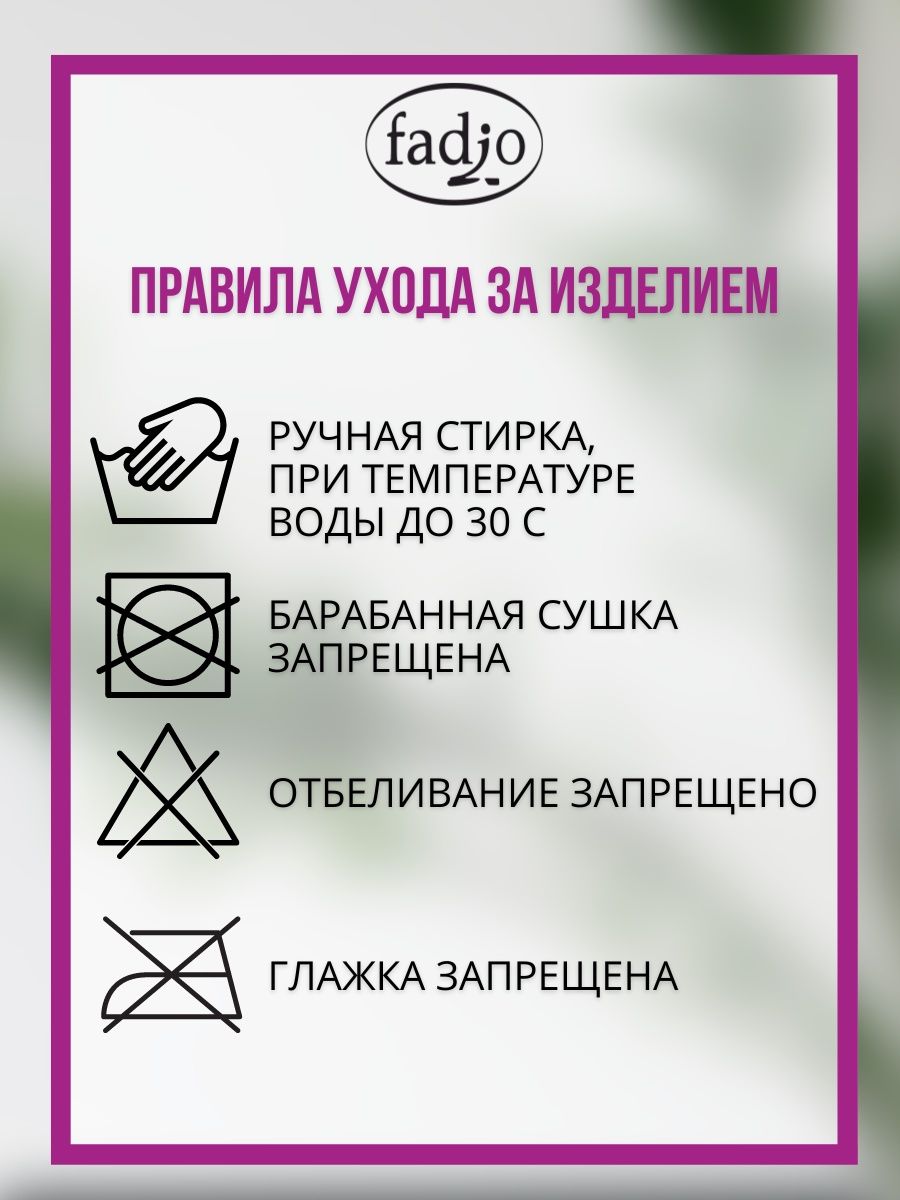 fadjo
ПРАВИЛА УХОДА ЗА ИЗДЕЛИЕМ
РУЧНАЯ СТИРКА,
ПРИ ТЕМПЕРАТУРЕ
ВОДЫ ДО 30 С
БАРАБАННАЯ СУШКА
ЗАПРЕЩЕНА
ОТБЕЛИВАНИЕ ЗАПРЕЩЕНО
ГЛАЖКА ЗАПРЕЩЕНА